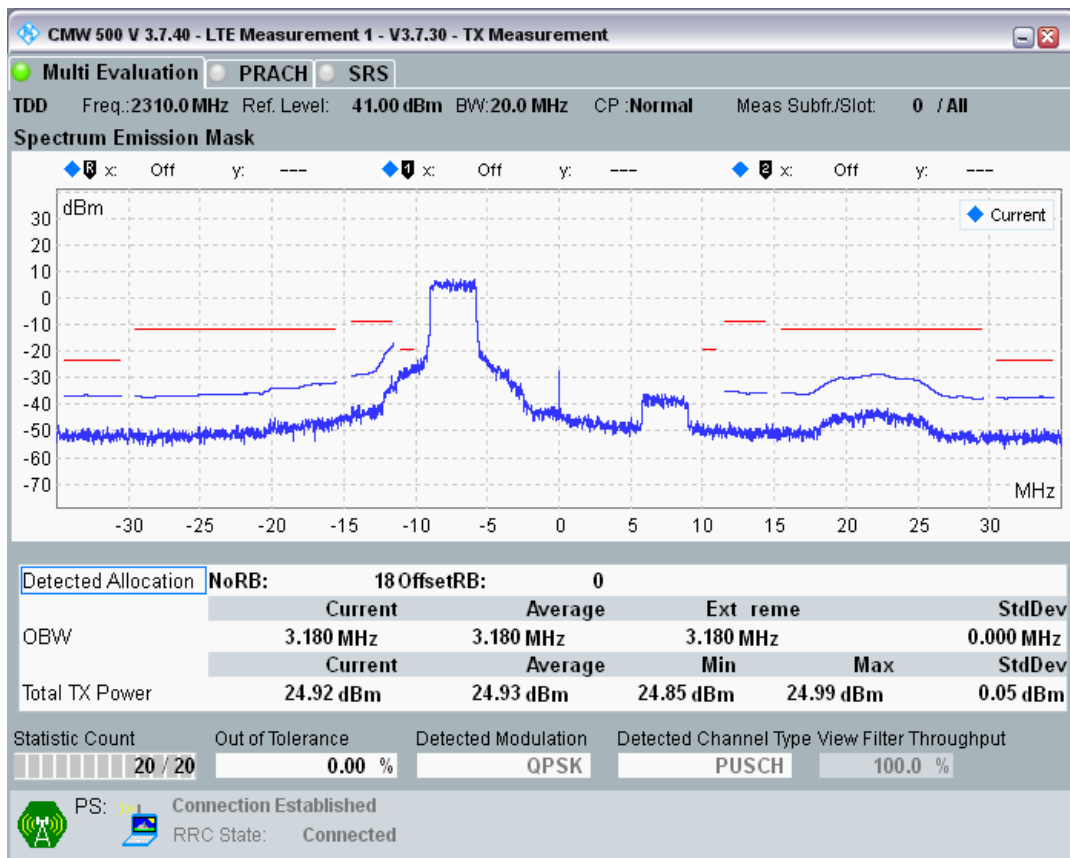 CMW 500 V 3.7.40 - LTE Measurement 1 - V3.7.30 - TX Measurement
Multi Evaluation PRACH SRS
TDD Freq.:2310.0MHz Ref. Level: 41.00 dBm BW:20.0 MHz CP :Normal Meas Subfr./Slot: 0 / All
Spectrum Emission Mask
R x: Off y: --- 1 x: Off y: --- 2 x: Off y: ---
dBm
Current
30
20
10
0
-10
-20
-30
-40
-50
-60
-70
MHz
-30 -25 -20 -15 -10 -5 0 5 10 15 20 25 30
Detected Allocation NoRB: 18 OffsetRB: 0
Current Average Ext reme StdDev
OBW 3.180 MHz 3.180 MHz 3.180 MHz 0.000 MHz
Current Average Min Max StdDev
Total TX Power 24.92 dBm 24.93 dBm 24.85 dBm 24.99 dBm 0.05 dBm
Statistic Count Out of Tolerance Detected Modulation Detected Channel Type View Filter Throughput
20 / 20 0.00 % QPSK PUSCH 100.0 %
PS: Connection Established
RRC State: Connected